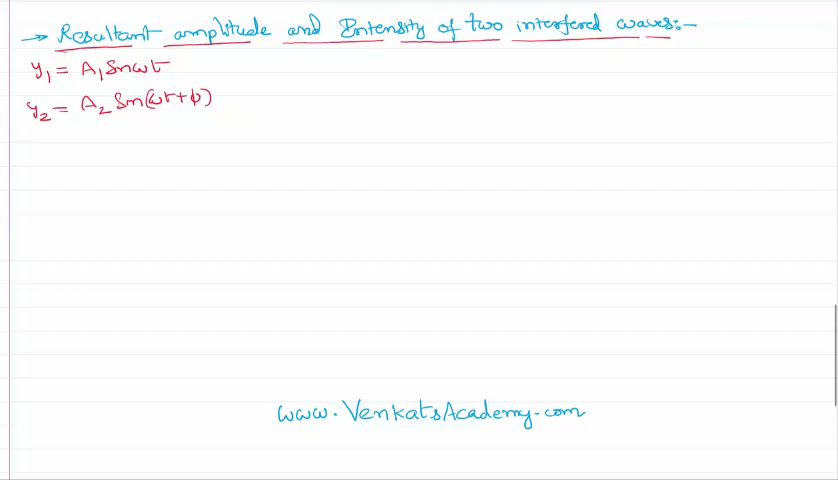 → Resultant amplitude and Intensity of two interfered waves:-
y₁ = A₁ Sinωt
y₂ = A₂ Sin(ωt+φ)
www.VenkatsAcademy.com